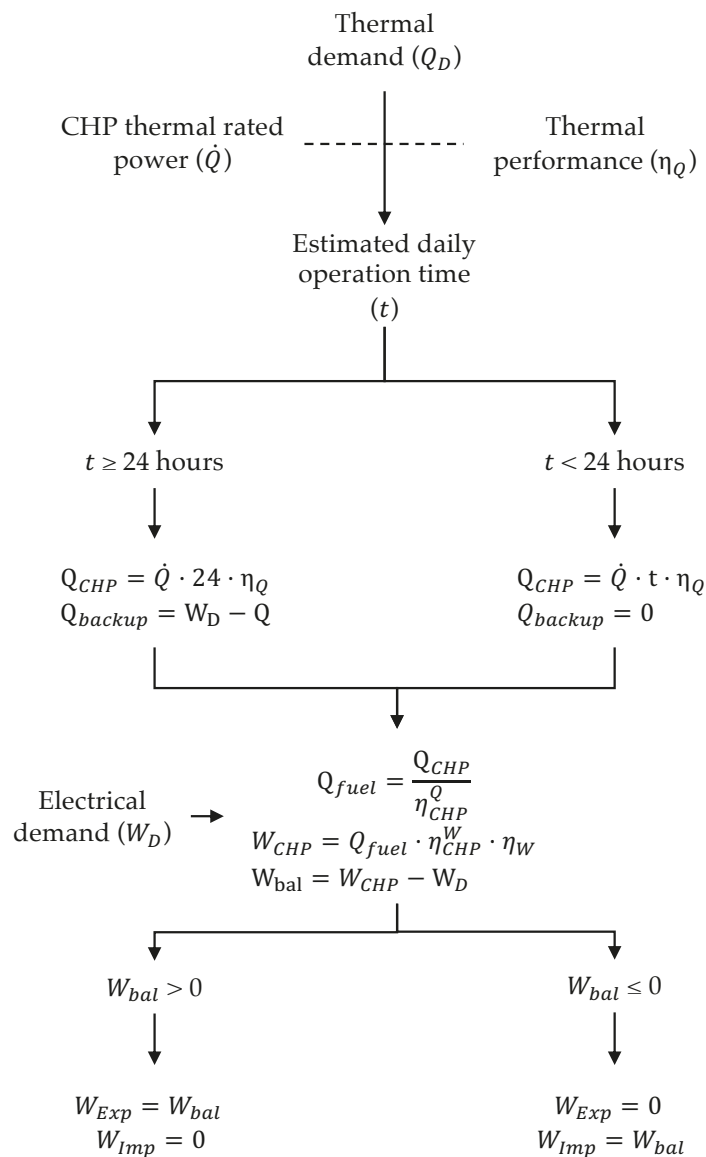 Thermal
demand (Q_D)
CHP thermal rated
power (Q̇)
Thermal
performance (η_Q)
Estimated daily
operation time
(t)
t ≥ 24 hours
t < 24 hours
Q_CHP = Q̇ · 24 · η_Q
Q_backup = W_D − Q
Q_CHP = Q̇ · t · η_Q
Q_backup = 0
Electrical
demand (W_D)
Q_fuel = Q_CHP / η_CHP^Q
W_CHP = Q_fuel · η_CHP^W · η_W
W_bal = W_CHP − W_D
W_bal > 0
W_bal ≤ 0
W_Exp = W_bal
W_Imp = 0
W_Exp = 0
W_Imp = W_bal